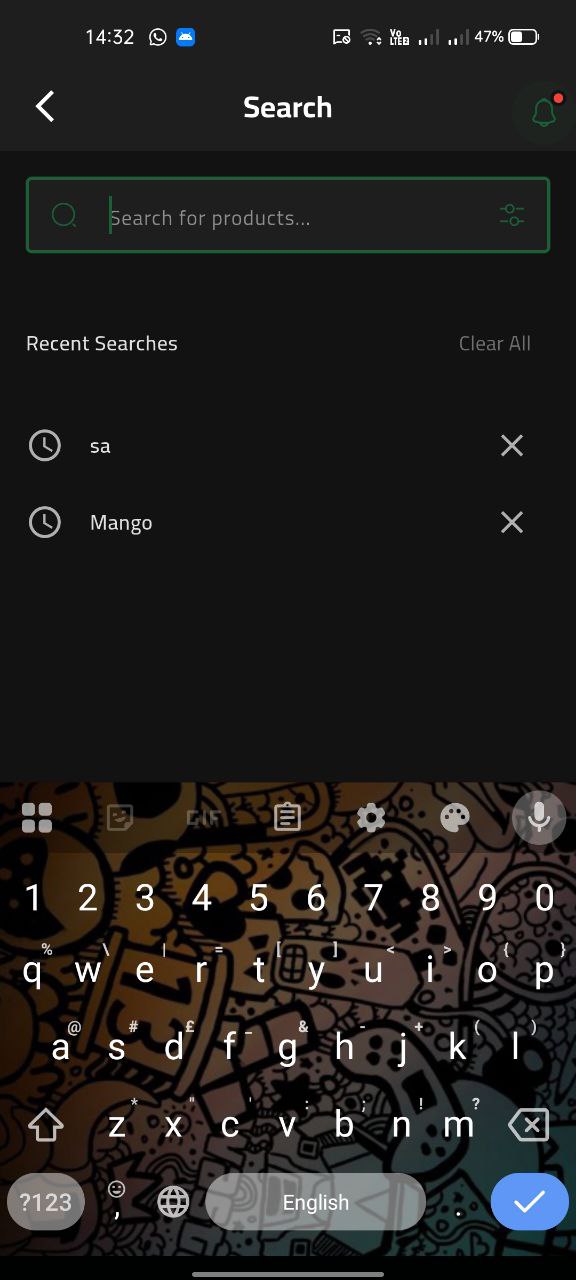 14:32 Vo LTE2 47%
Search
Search for products...
Recent Searches Clear All
sa
Mango
GIF
1 2 3 4 5 6 7 8 9 0
% \ | = [ ] < > { }
q w e r t y u i o p
@ # £ _ & - + ( )
a s d f g h j k l
* " ' : ; ! ?
z x c v b n m
?123 , English .